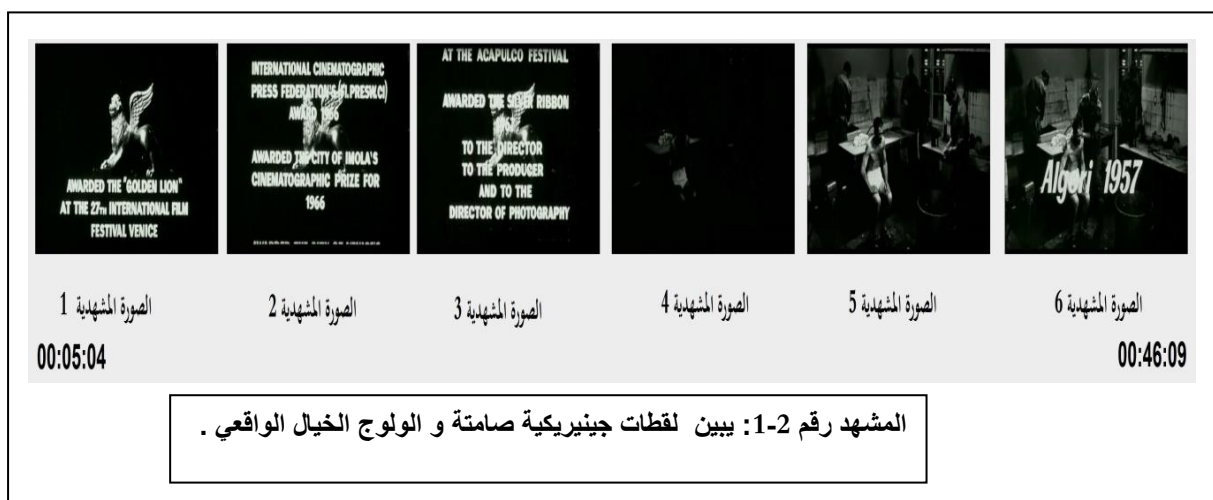 AWARDED THE "GOLDEN LION"
AT THE 27TH INTERNATIONAL FILM
FESTIVAL VENICE
INTERNATIONAL CINEMATOGRAPHIC
PRESS FEDERATION'S
AWARD 1966
AWARDED THE CITY OF IMOLA'S
CINEMATOGRAPHIC PRIZE FOR
1966
AT THE ACAPULCO FESTIVAL
AWARDED THE SILVER RIBBON
TO THE DIRECTOR
TO THE PRODUCER
AND TO THE
DIRECTOR OF PHOTOGRAPHY
Algeri 1957
الصورة المشهدية 1
الصورة المشهدية 2
الصورة المشهدية 3
الصورة المشهدية 4
الصورة المشهدية 5
الصورة المشهدية 6
00:05:04
00:46:09
المشهد رقم 2-1: يبين لقطات جينيريكية صامتة و الولوج الخيال الواقعي .